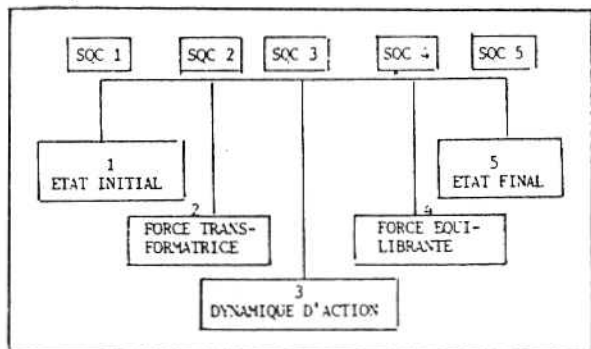 SQC 1 SQC 2 SQC 3 SQC 4 SQC 5
1
ETAT INITIAL
5
ETAT FINAL
2
FORCE TRANS-
FORMATRICE
4
FORCE EQUI-
LIBRANTE
3
DYNAMIQUE D'ACTION